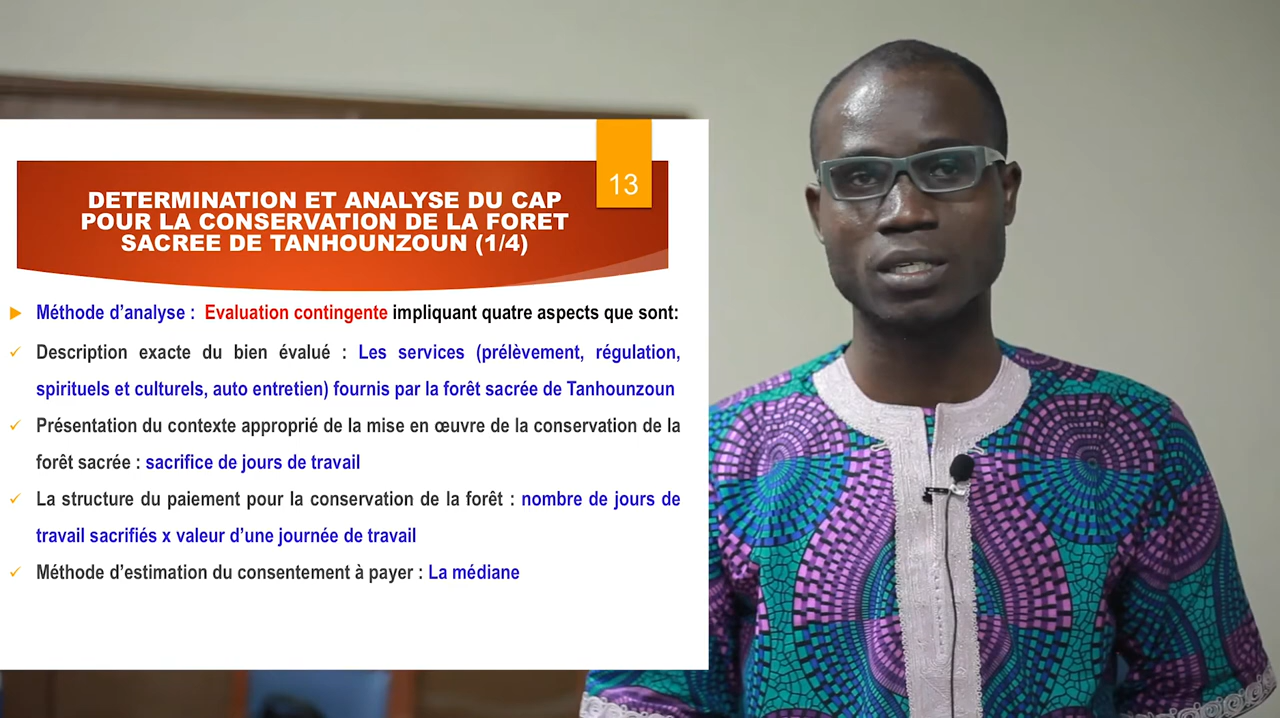 13
DETERMINATION ET ANALYSE DU CAP
POUR LA CONSERVATION DE LA FORET
SACREE DE TANHOUNZOUN (1/4)
Méthode d’analyse : Evaluation contingente impliquant quatre aspects que sont:
Description exacte du bien évalué : Les services (prélèvement, régulation,
spirituels et culturels, auto entretien) fournis par la forêt sacrée de Tanhounzoun
Présentation du contexte approprié de la mise en œuvre de la conservation de la
forêt sacrée : sacrifice de jours de travail
La structure du paiement pour la conservation de la forêt : nombre de jours de
travail sacrifiés x valeur d’une journée de travail
Méthode d’estimation du consentement à payer : La médiane